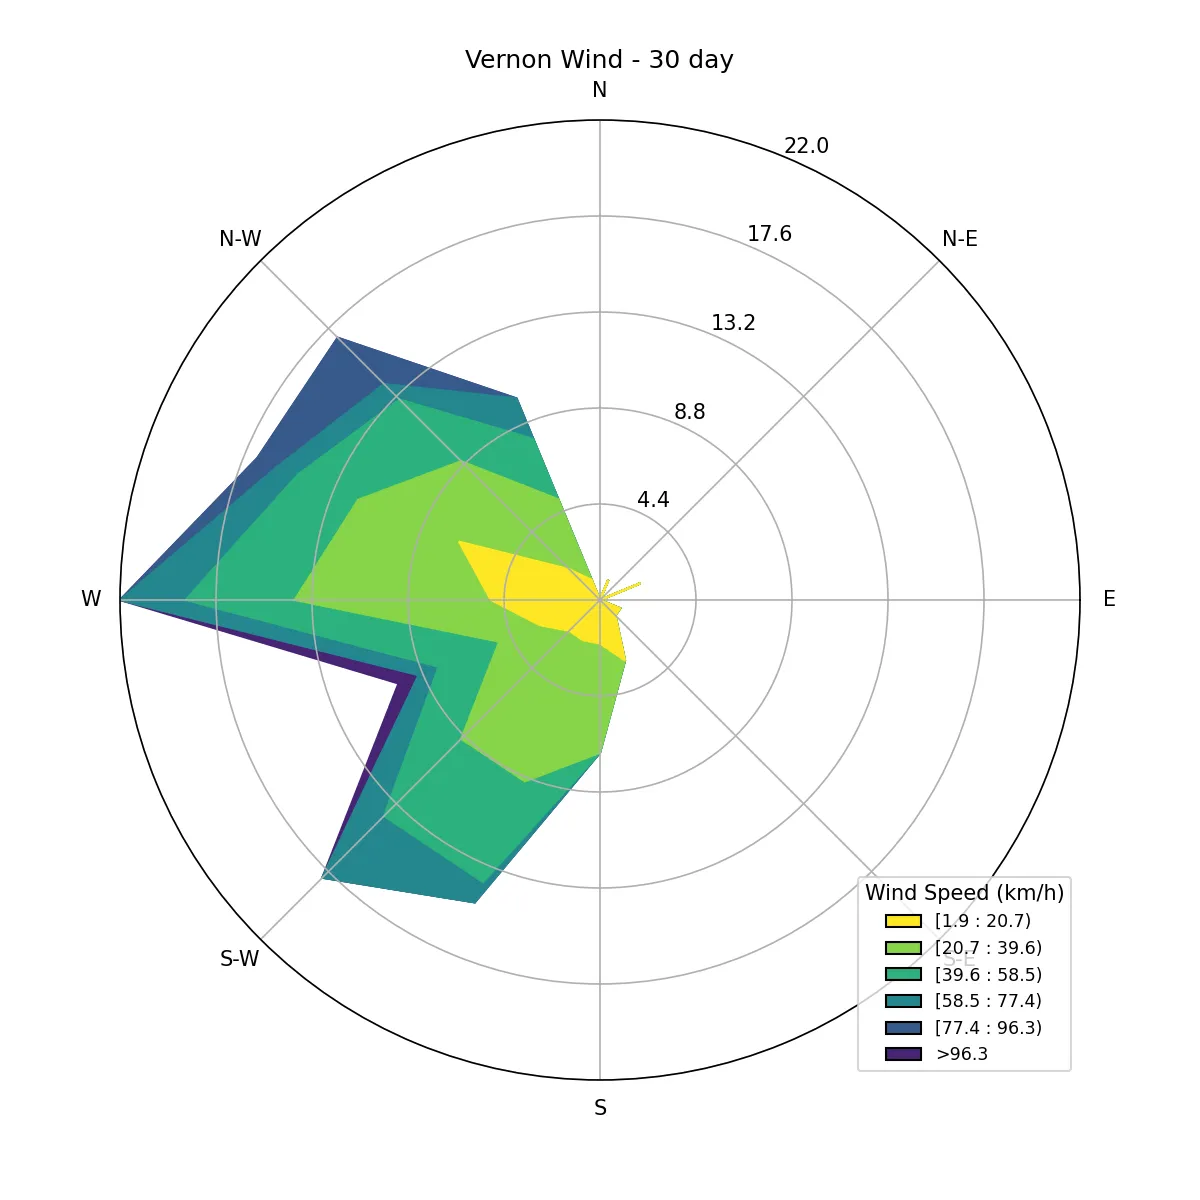 Vernon Wind - 30 day
N
22.0
N-W
N-E
17.6
13.2
8.8
4.4
W
E
S-W
S-E
S
Wind Speed (km/h)
[1.9 : 20.7)
[20.7 : 39.6)
[39.6 : 58.5)
[58.5 : 77.4)
[77.4 : 96.3)
>96.3